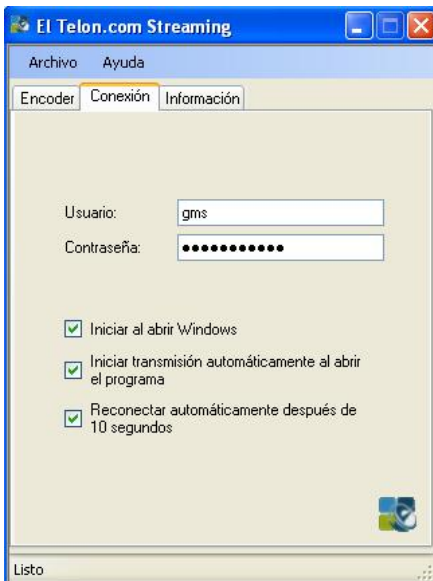 El Telon.com Streaming
Archivo Ayuda
Encoder Conexión Información
Usuario: gms
Contraseña: ●●●●●●●●●●●
Iniciar al abrir Windows
Iniciar transmisión automáticamente al abrir
el programa
Reconectar automáticamente después de
10 segundos
Listo